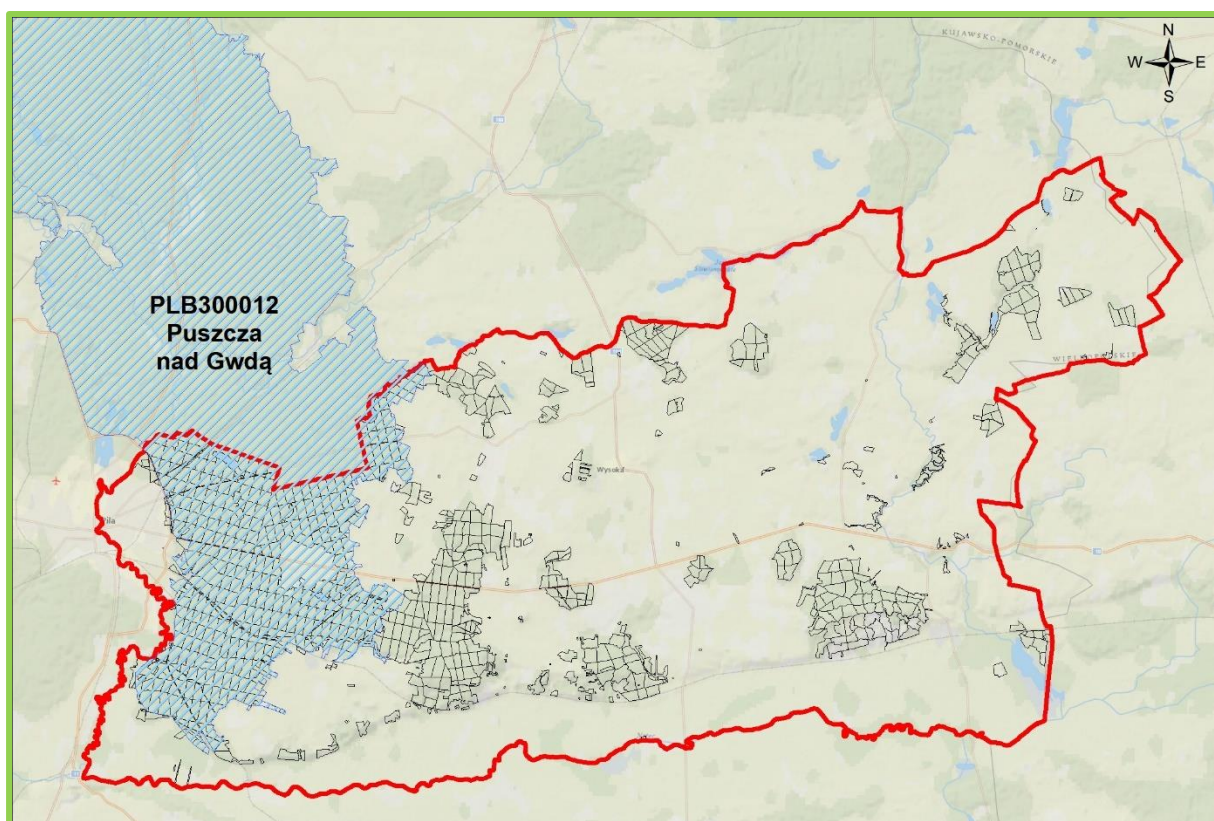 N
KUJAWSKO-POMORSKIE
W
E
S
PLB300012
Puszcza
nad Gwdą
WIELKOPOLSKIE
Wysoka